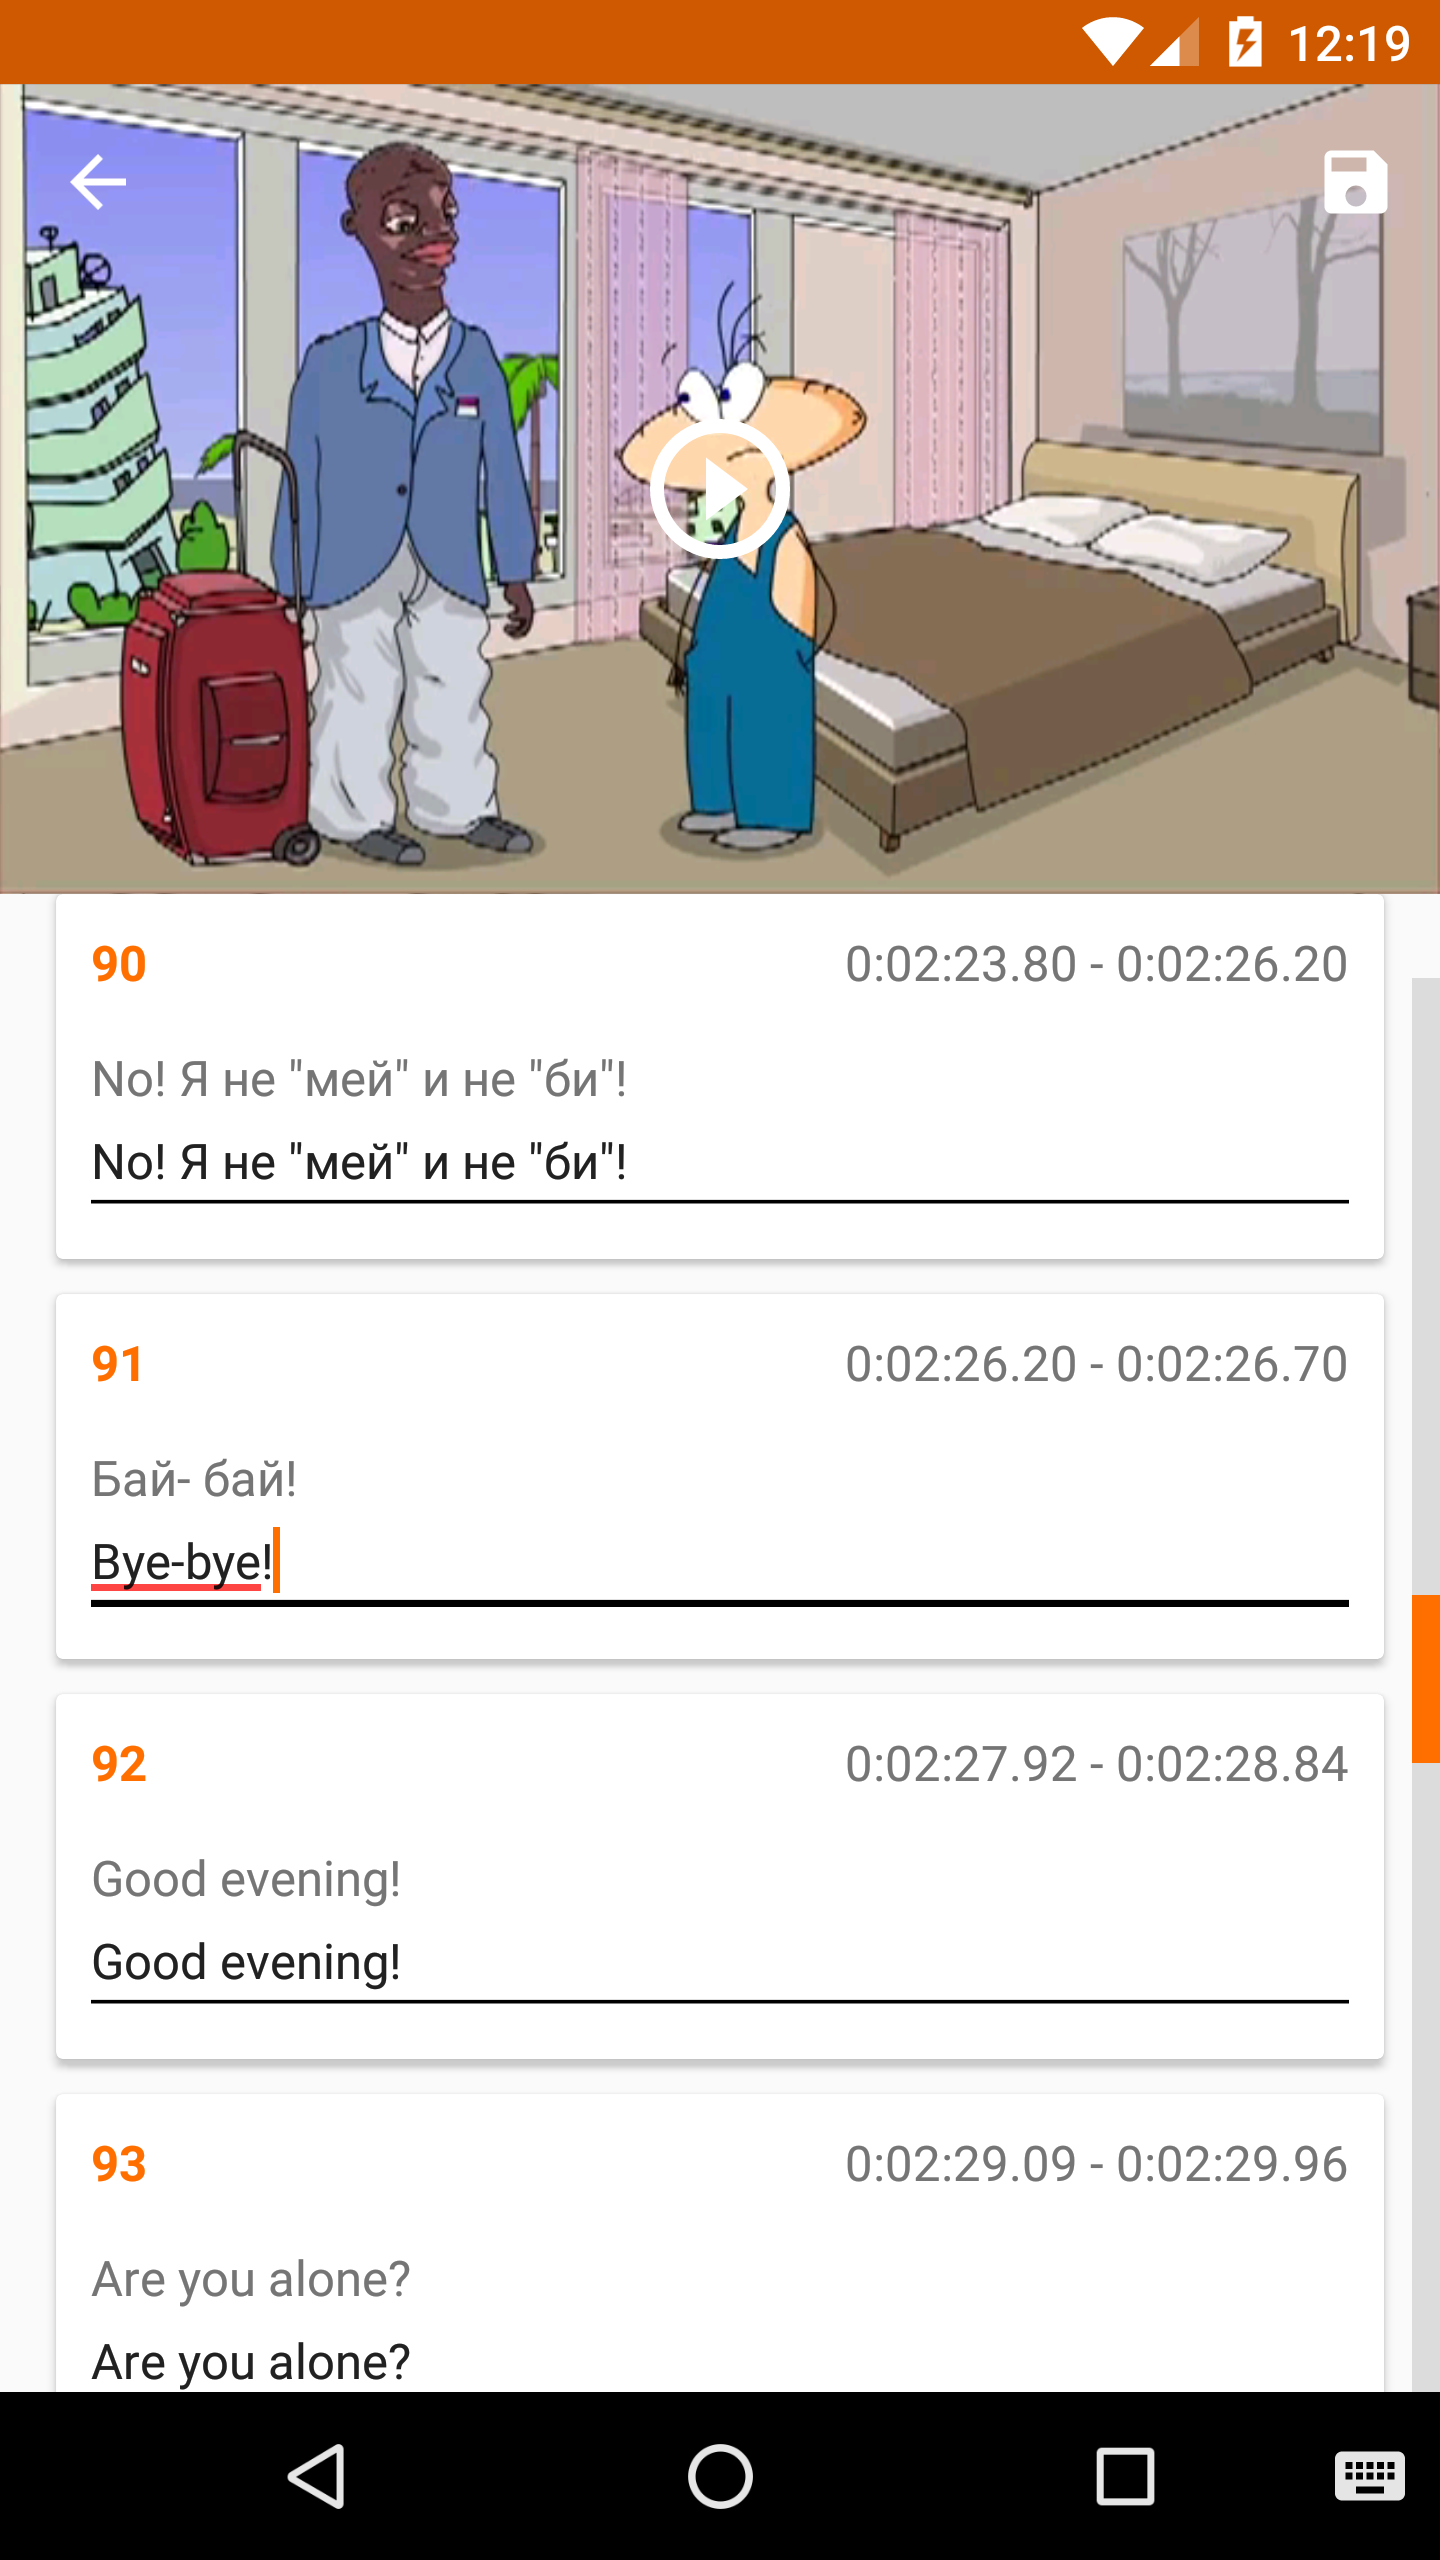 12:19
90 0:02:23.80 - 0:02:26.20
No! Я не "мей" и не "би"!
No! Я не "мей" и не "би"!
91 0:02:26.20 - 0:02:26.70
Бай- бай!
Bye-bye!
92 0:02:27.92 - 0:02:28.84
Good evening!
Good evening!
93 0:02:29.09 - 0:02:29.96
Are you alone?
Are you alone?